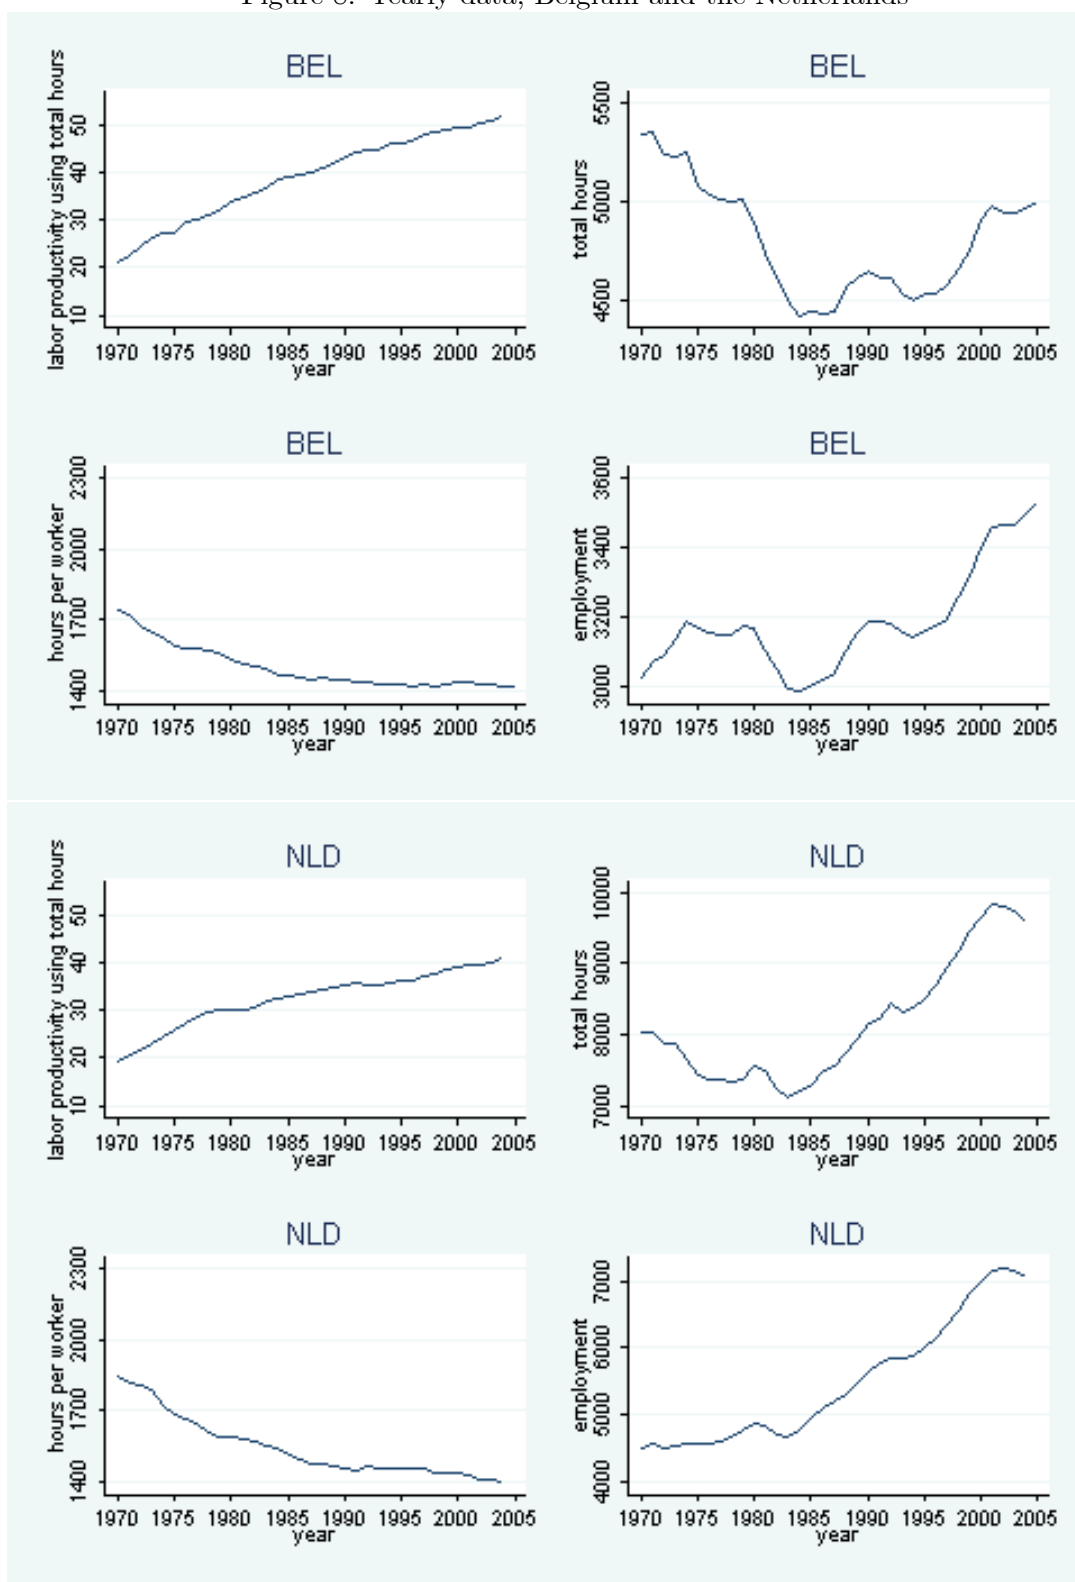 Figure Yearly data, Belgium and the Netherlands
BEL
labor productivity using total hours
50
40
30
20
10
1970 1975 1980 1985 1990 1995 2000 2005
year
BEL
total hours
5500
5000
4500
1970 1975 1980 1985 1990 1995 2000 2005
year
BEL
hours per worker
2300
2000
1700
1400
1970 1975 1980 1985 1990 1995 2000 2005
year
BEL
employment
3600
3400
3200
3000
1970 1975 1980 1985 1990 1995 2000 2005
year
NLD
labor productivity using total hours
50
40
30
20
10
1970 1975 1980 1985 1990 1995 2000 2005
year
NLD
total hours
10000
9000
8000
7000
1970 1975 1980 1985 1990 1995 2000 2005
year
NLD
hours per worker
2300
2000
1700
1400
1970 1975 1980 1985 1990 1995 2000 2005
year
NLD
employment
7000
6000
5000
4000
1970 1975 1980 1985 1990 1995 2000 2005
year